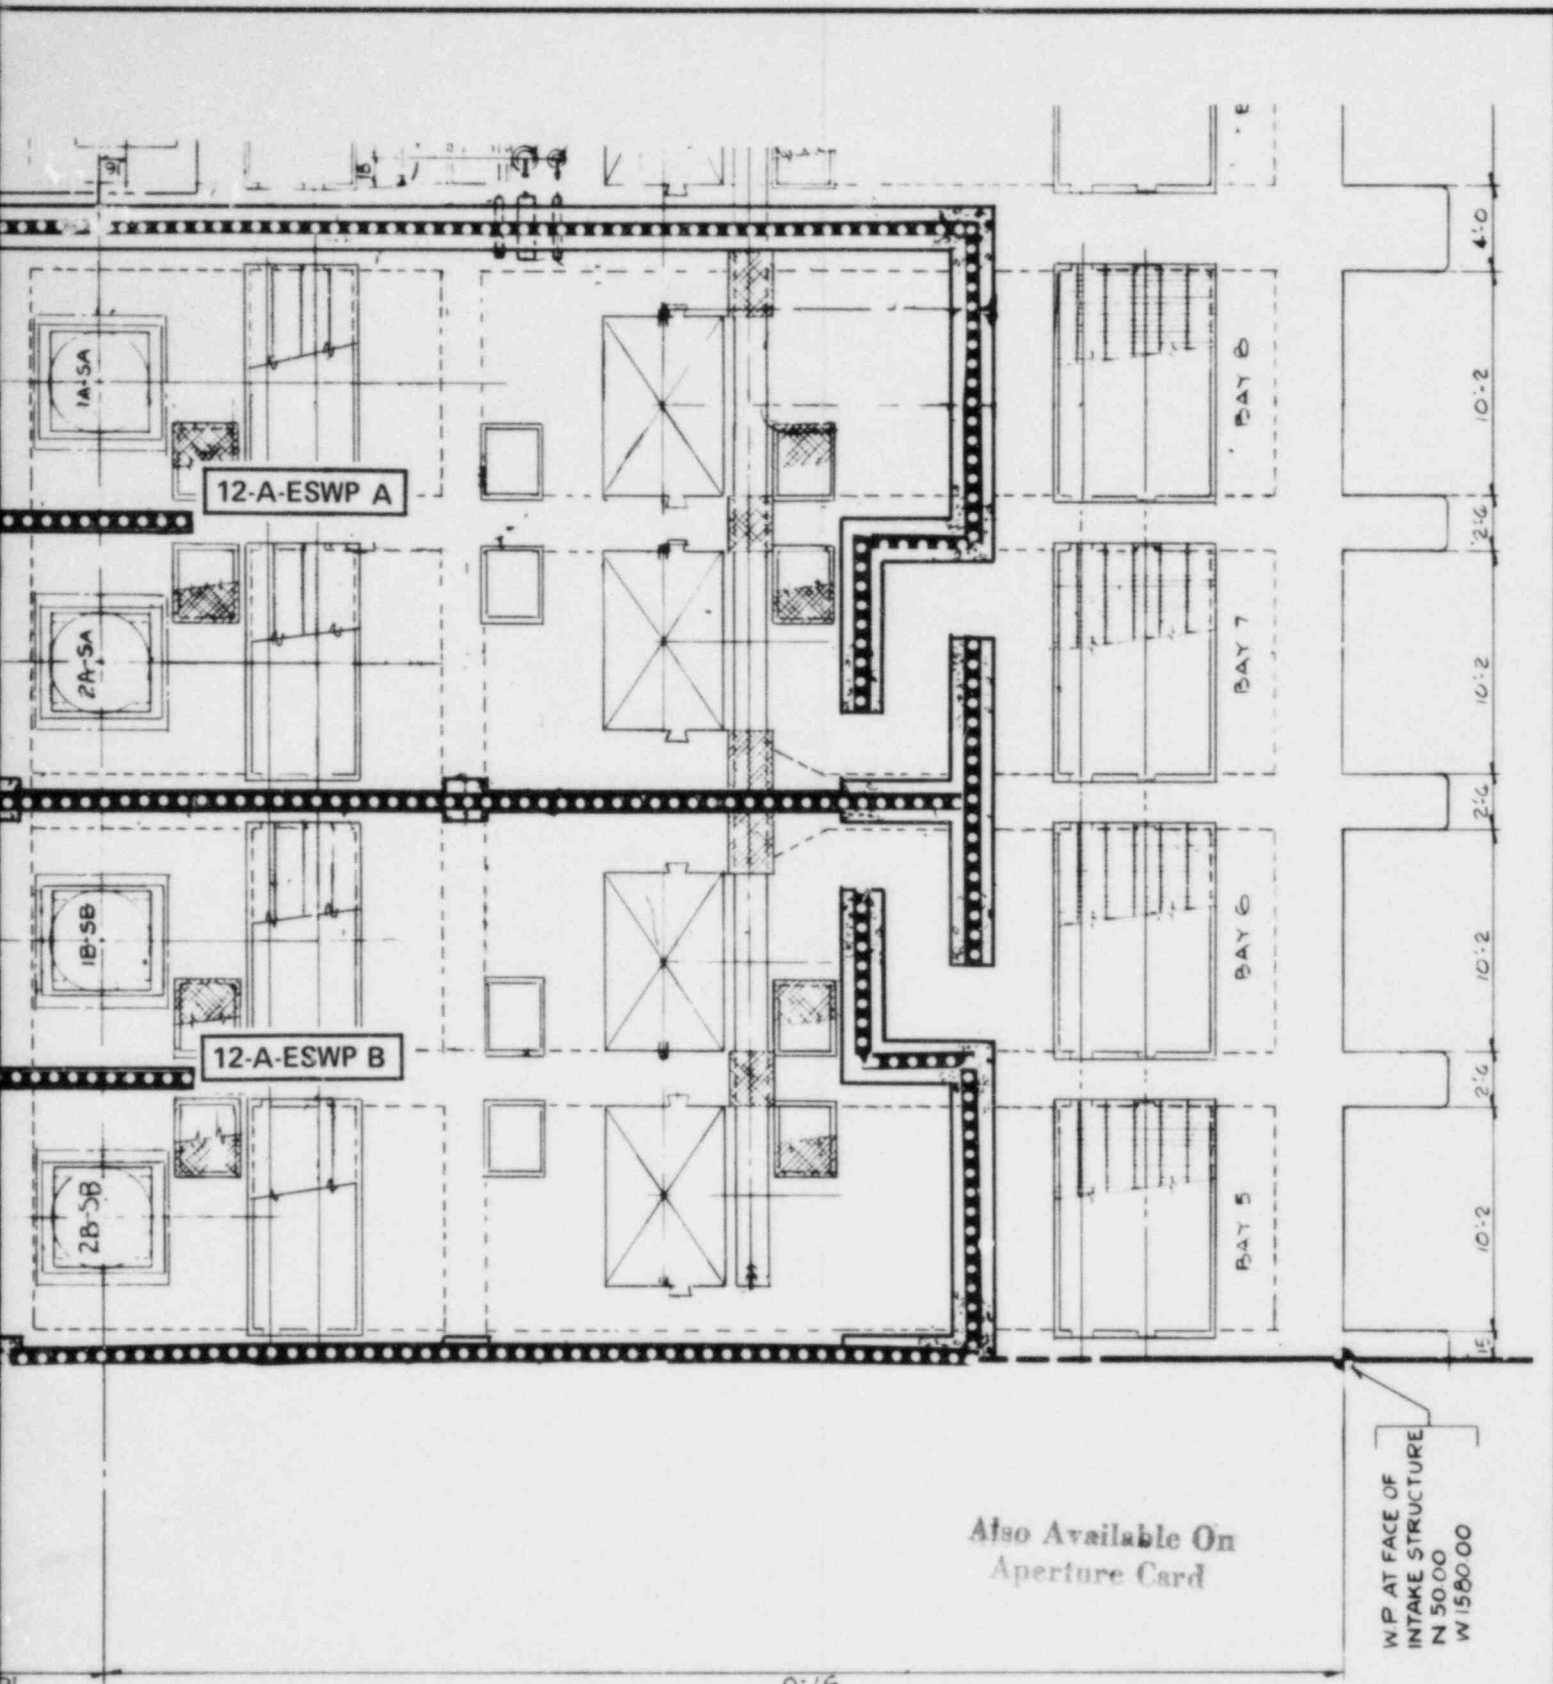 18
4'-0
1A-SA
10'-2
BAY 8
12-A-ESWP A
2'-6
2A-SA
BAY 7
10'-2
2'-6
1B-SB
BAY 6
10'-2
12-A-ESWP B
2'-6
2B-SB
BAY 5
10'-2
15
W.P. AT FACE OF
INTAKE STRUCTURE
N 50.00
W 1580.00
Also Available On
Aperture Card